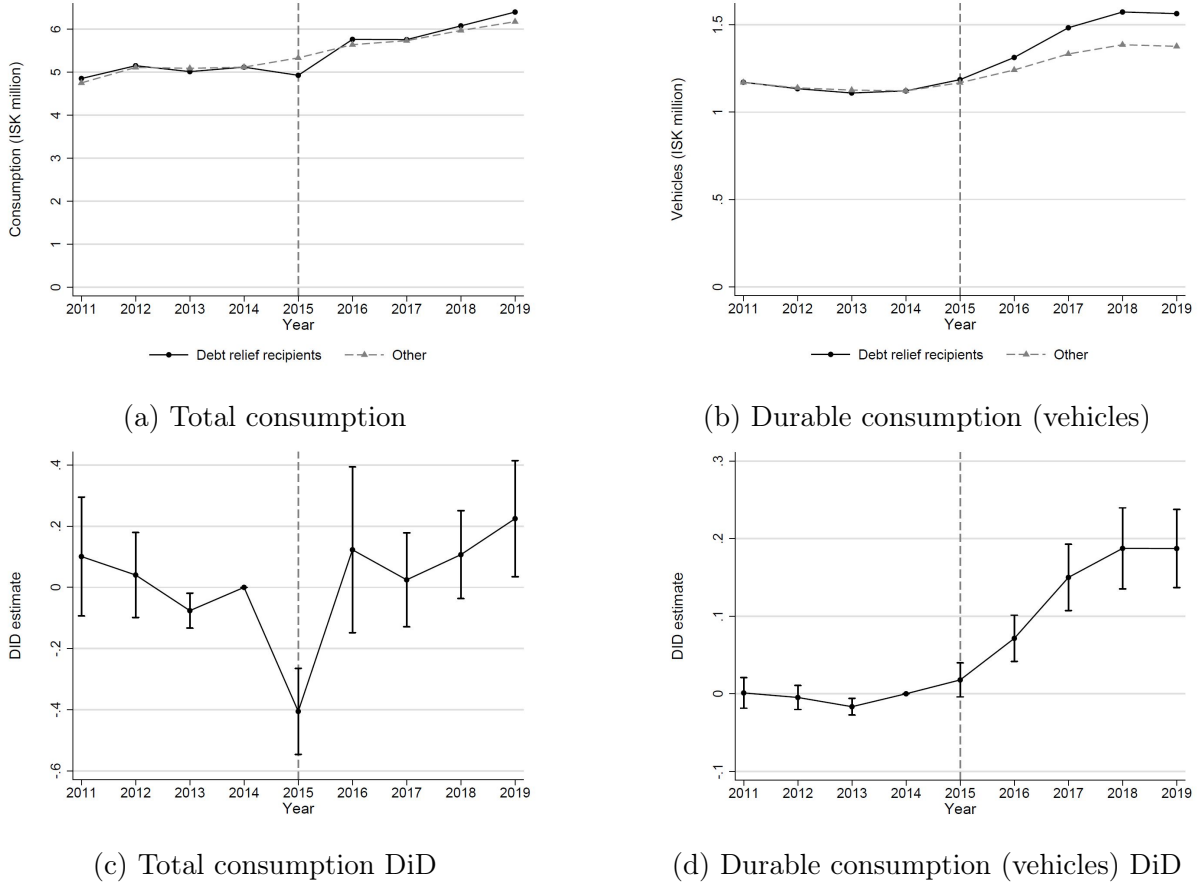 Consumption (ISK million)
6
5
4
3
2
1
0
2011 2012 2013 2014 2015 2016 2017 2018 2019
Year
Debt relief recipients Other
(a) Total consumption
Vehicles (ISK million)
1.5
1
.5
0
2011 2012 2013 2014 2015 2016 2017 2018 2019
Year
Debt relief recipients Other
(b) Durable consumption (vehicles)
DID estimate
.4
.2
0
-.2
-.4
-.6
2011 2012 2013 2014 2015 2016 2017 2018 2019
Year
(c) Total consumption DiD
DID estimate
.3
.2
.1
0
-.1
2011 2012 2013 2014 2015 2016 2017 2018 2019
Year
(d) Durable consumption (vehicles) DiD